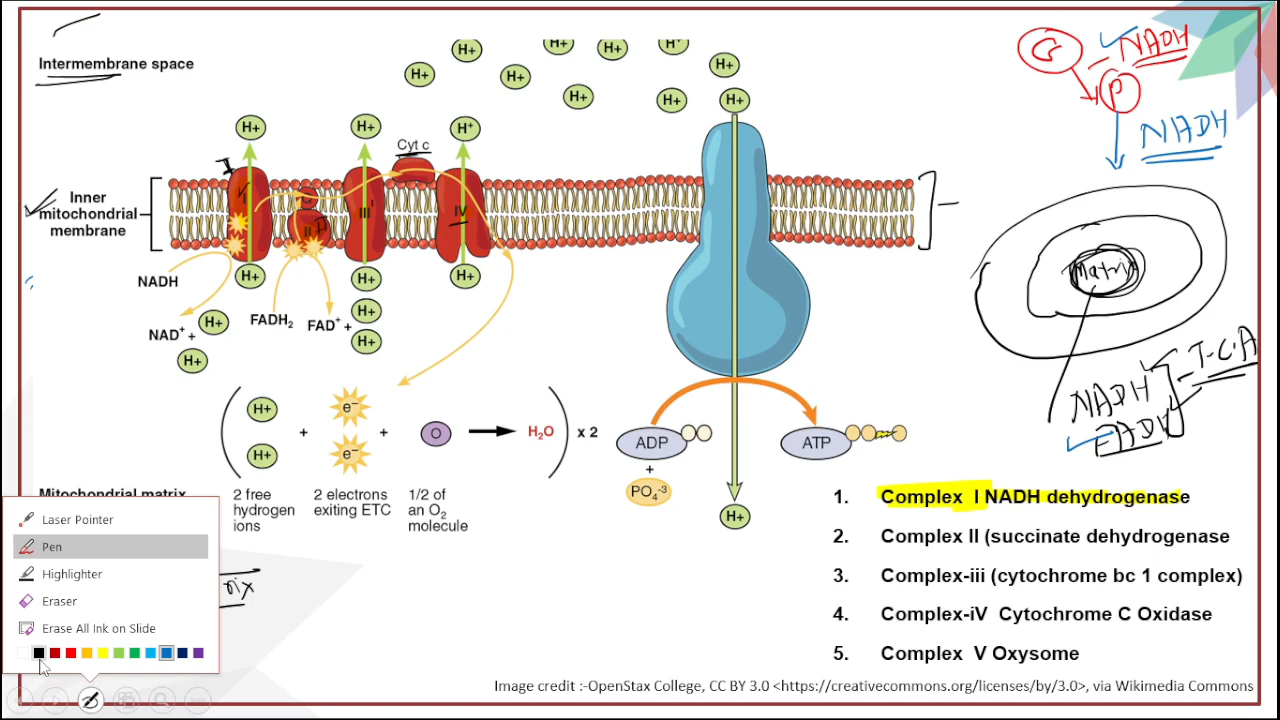 Intermembrane space
G NADH
P
NADH
H+ H+ H+ H+
H+ H+ H+
H+ H+ H+
H+ H+ H+
Cyt c
I
Inner
mitochondrial
membrane
I Q II III IV
Matrix
NADH
H+ H+ H+
H+
NAD+ + H+
FADH2
FAD+ +
H+
H+
NADH
T.C.A
FADH
H+ e- O H2O x 2
+ +
H+ e-
ADP
+
PO4-3
ATP
H+
Mitochondrial matrix
2 free
hydrogen
ions
2 electrons
exiting ETC
1/2 of
an O2
molecule
1. Complex I NADH dehydrogenase
2. Complex II (succinate dehydrogenase
3. Complex-iii (cytochrome bc 1 complex)
4. Complex-iV Cytochrome C Oxidase
5. Complex V Oxysome
Laser Pointer
Pen
Highlighter
Eraser
Erase All Ink on Slide
Image credit :-OpenStax College, CC BY 3.0 <https://creativecommons.org/licenses/by/3.0>, via Wikimedia Commons